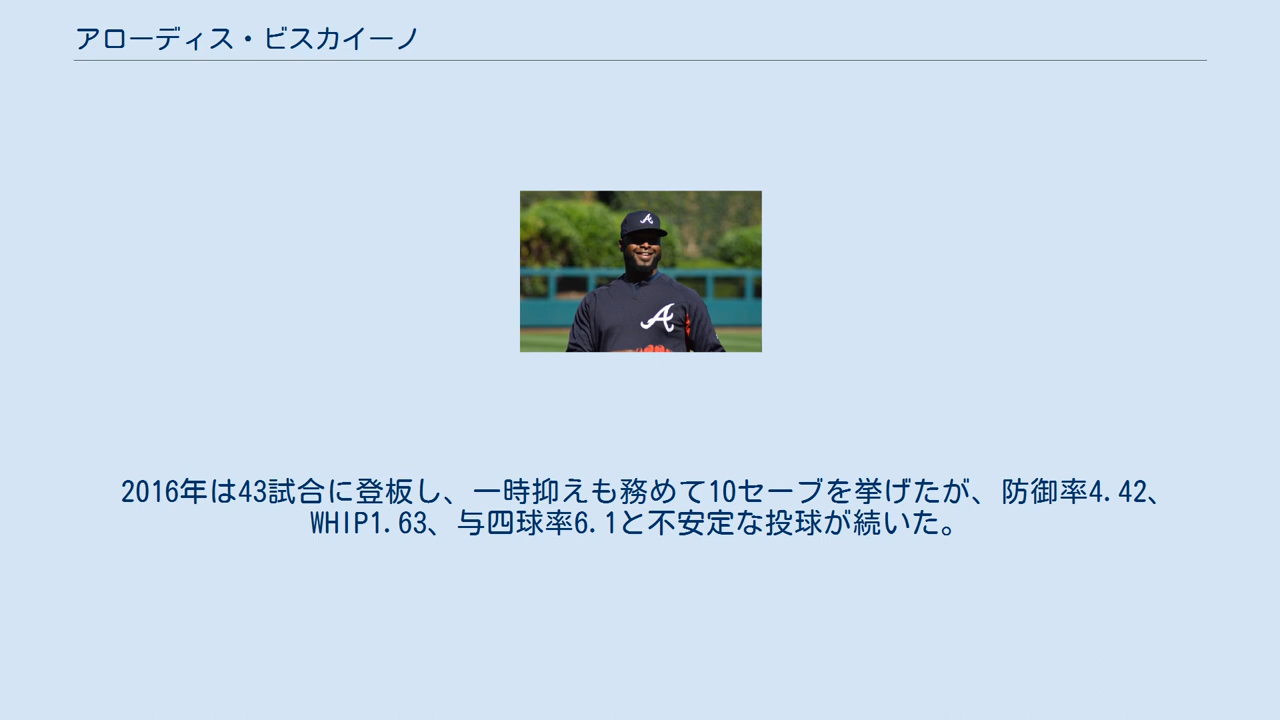 アローディス・ビスカイーノ
2016年は43試合に登板し、一時抑えも務めて10セーブを挙げたが、防御率4.42、
WHIP1.63、与四球率6.1と不安定な投球が続いた。